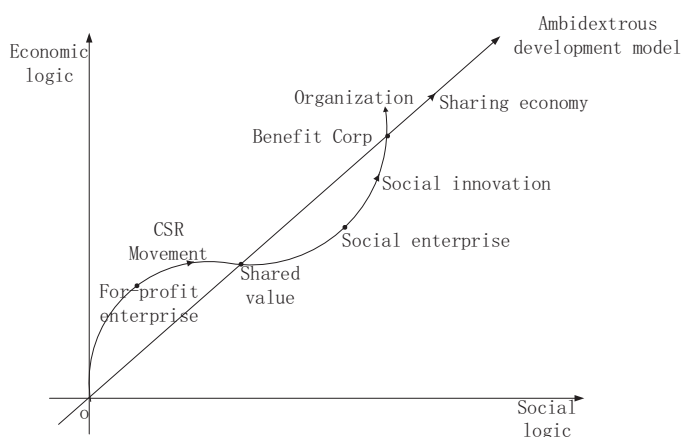 Ambidextrous
development model
Economic
logic
Organization
Sharing economy
Benefit Corp
Social innovation
CSR
Movement
Social enterprise
Shared
value
For-profit
enterprise
o
Social
logic